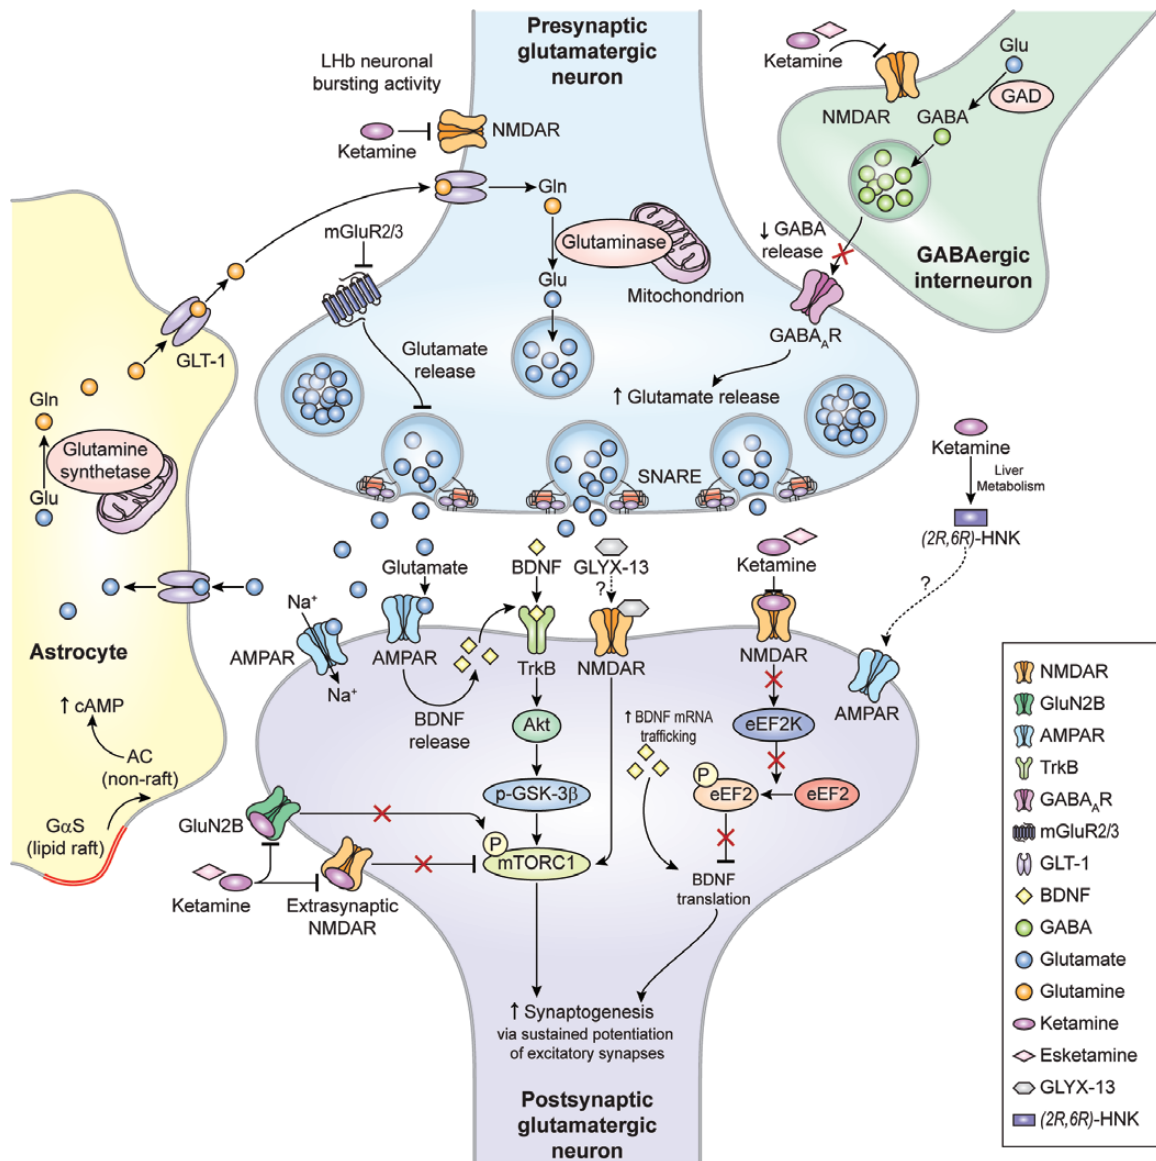 Presynaptic
glutamatergic
neuron
LHb neuronal
bursting activity
Ketamine
NMDAR
Ketamine
NMDAR
Glu
GAD
GABA
GABAergic
interneuron
↓ GABA
release
GABA_AR
↑ Glutamate release
Gln
Glutaminase
Glu
Mitochondrion
mGluR2/3
Glutamate
release
SNARE
GLT-1
Gln
Glutamine
synthetase
Glu
Astrocyte
↑ cAMP
AC
(non-raft)
GαS
(lipid raft)
Ketamine
Liver
Metabolism
(2R,6R)-HNK
?
AMPAR
Na⁺
AMPAR
Na⁺
Glutamate
AMPAR
BDNF
release
BDNF
TrkB
GLYX-13
?
NMDAR
Ketamine
NMDAR
Akt
p-GSK-3β
P
mTORC1
↑ BDNF mRNA
trafficking
eEF2K
P
eEF2
eEF2
BDNF
translation
GluN2B
Ketamine
Extrasynaptic
NMDAR
↑ Synaptogenesis
via sustained potentiation
of excitatory synapses
Postsynaptic
glutamatergic
neuron
NMDAR
GluN2B
AMPAR
TrkB
GABA_AR
mGluR2/3
GLT-1
BDNF
GABA
Glutamate
Glutamine
Ketamine
Esketamine
GLYX-13
(2R,6R)-HNK